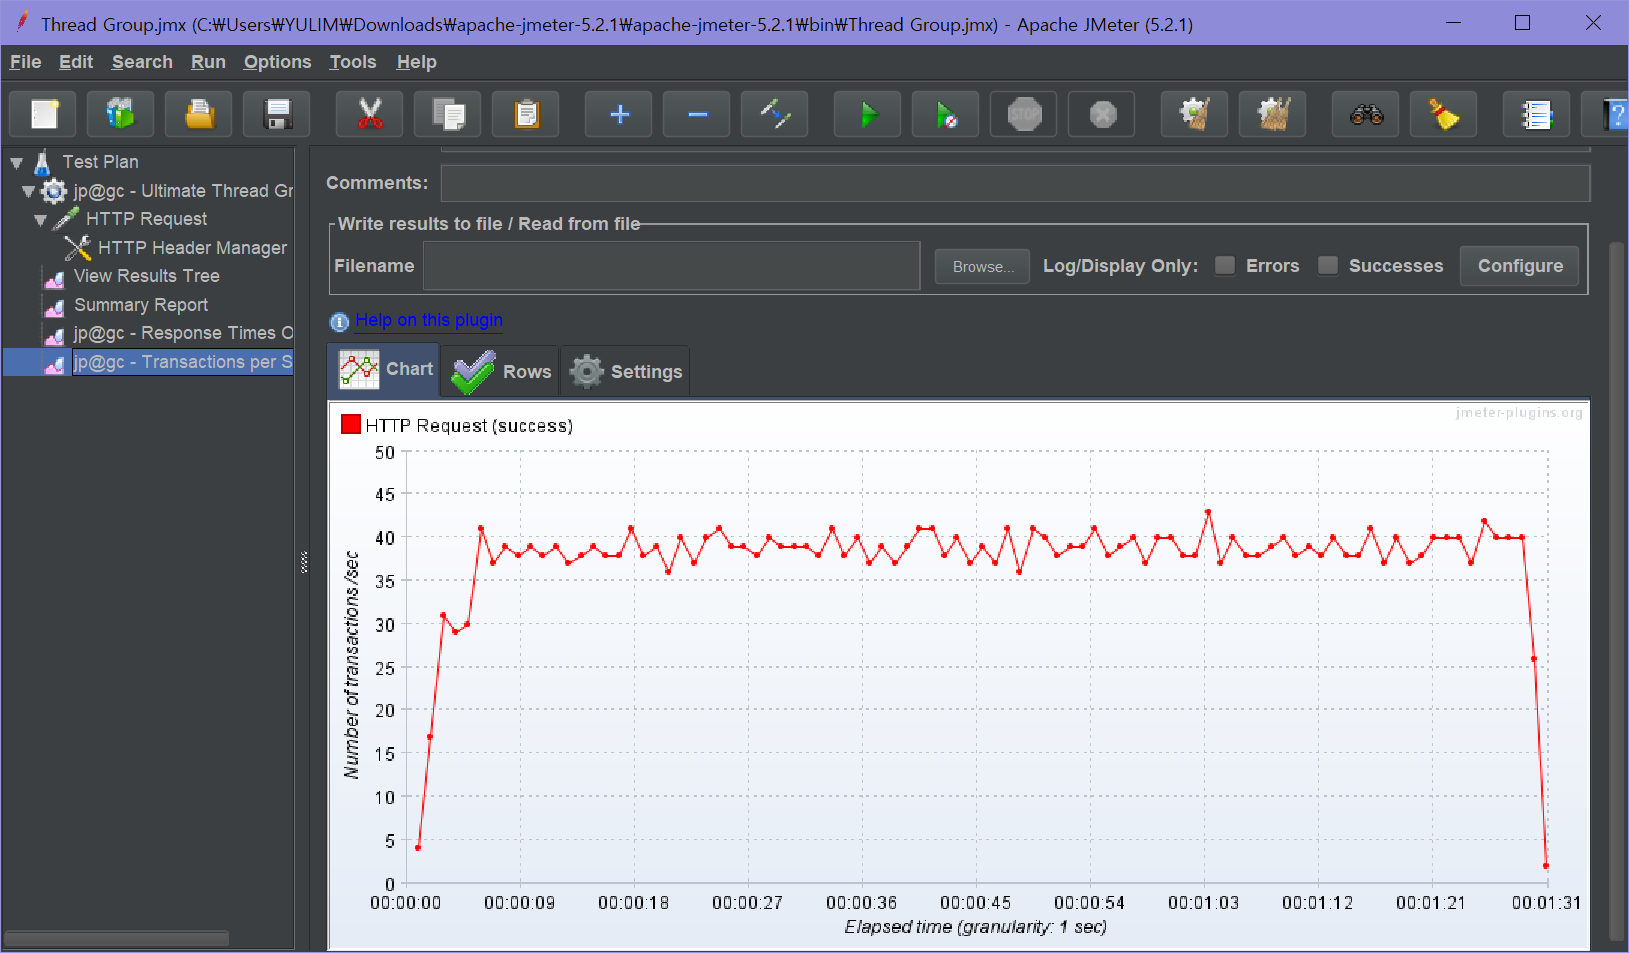 Thread Group.jmx (C:₩Users₩YULIM₩Downloads₩apache-jmeter-5.2.1₩apache-jmeter-5.2.1₩bin₩Thread Group.jmx) - Apache JMeter (5.2.1)
File Edit Search Run Options Tools Help
STOP
?
Test Plan
jp@gc - Ultimate Thread Gr
HTTP Request
HTTP Header Manager
View Results Tree
Summary Report
jp@gc - Response Times O
jp@gc - Transactions per S
Comments:
Write results to file / Read from file
Filename Browse... Log/Display Only: Errors Successes Configure
Help on this plugin
Chart Rows Settings
jmeter-plugins.org
HTTP Request (success)
50
45
40
35
30
25
20
15
10
5
0
Number of transactions /sec
00:00:00 00:00:09 00:00:18 00:00:27 00:00:36 00:00:45 00:00:54 00:01:03 00:01:12 00:01:21 00:01:31
Elapsed time (granularity: 1 sec)